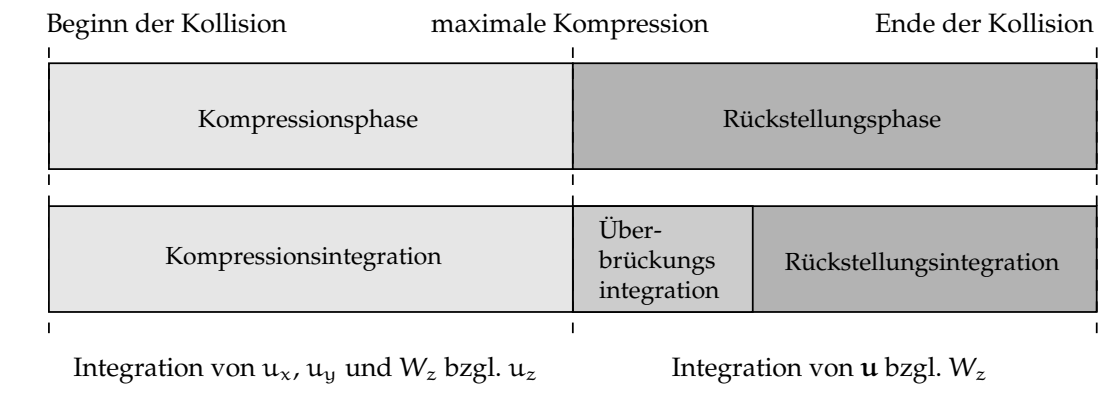 Beginn der Kollision maximale Kompression Ende der Kollision
Kompressionsphase Rückstellungsphase
Kompressionsintegration
Über-
brückungs
integration
Rückstellungsintegration
Integration von u_x, u_y und W_z bzgl. u_z Integration von u bzgl. W_z